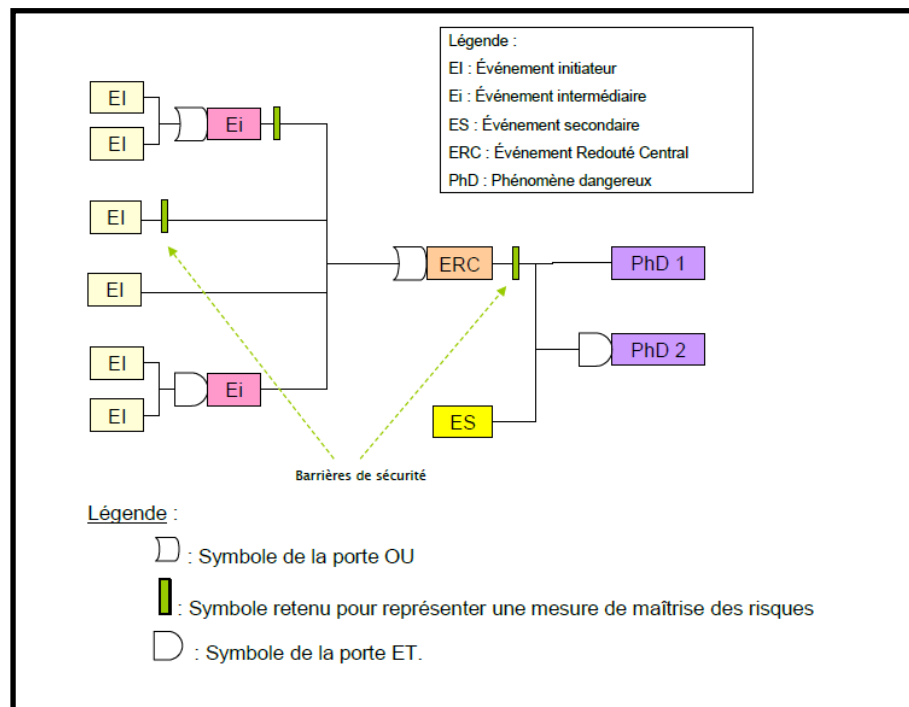 Légende :
EI : Événement initiateur
Ei : Événement intermédiaire
ES : Événement secondaire
ERC : Événement Redouté Central
PhD : Phénomène dangereux
EI
EI
Ei
EI
EI
EI
EI
Ei
ERC
PhD 1
PhD 2
ES
Barrières de sécurité
Légende :
: Symbole de la porte OU
: Symbole retenu pour représenter une mesure de maîtrise des risques
: Symbole de la porte ET.